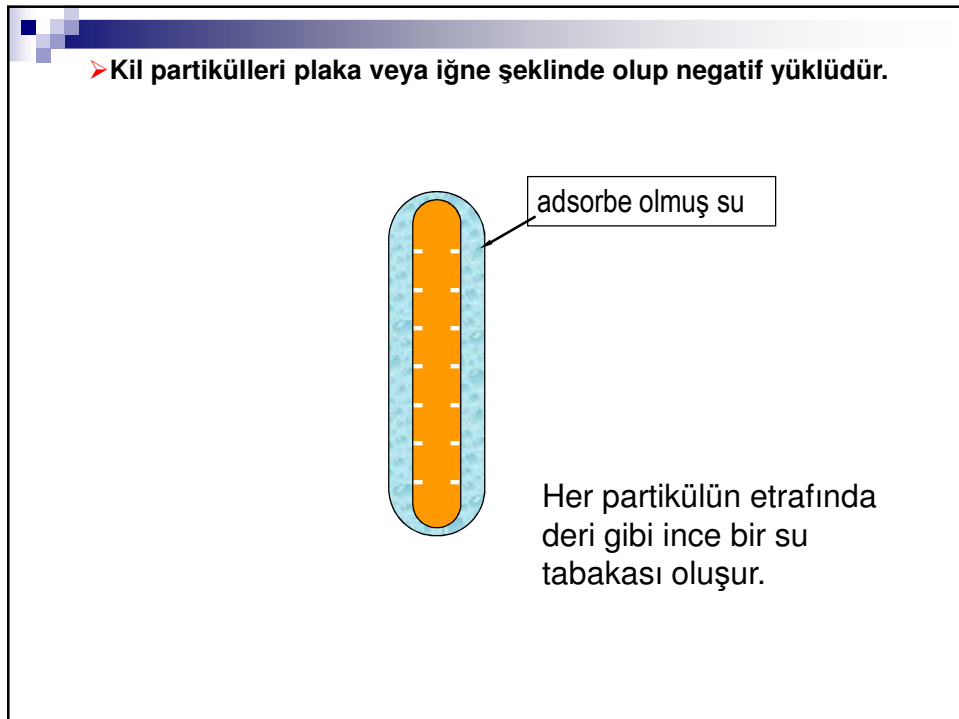 ➢Kil partikülleri plaka veya iğne şeklinde olup negatif yüklüdür.
adsorbe olmuş su
Her partikülün etrafında
deri gibi ince bir su
tabakası oluşur.